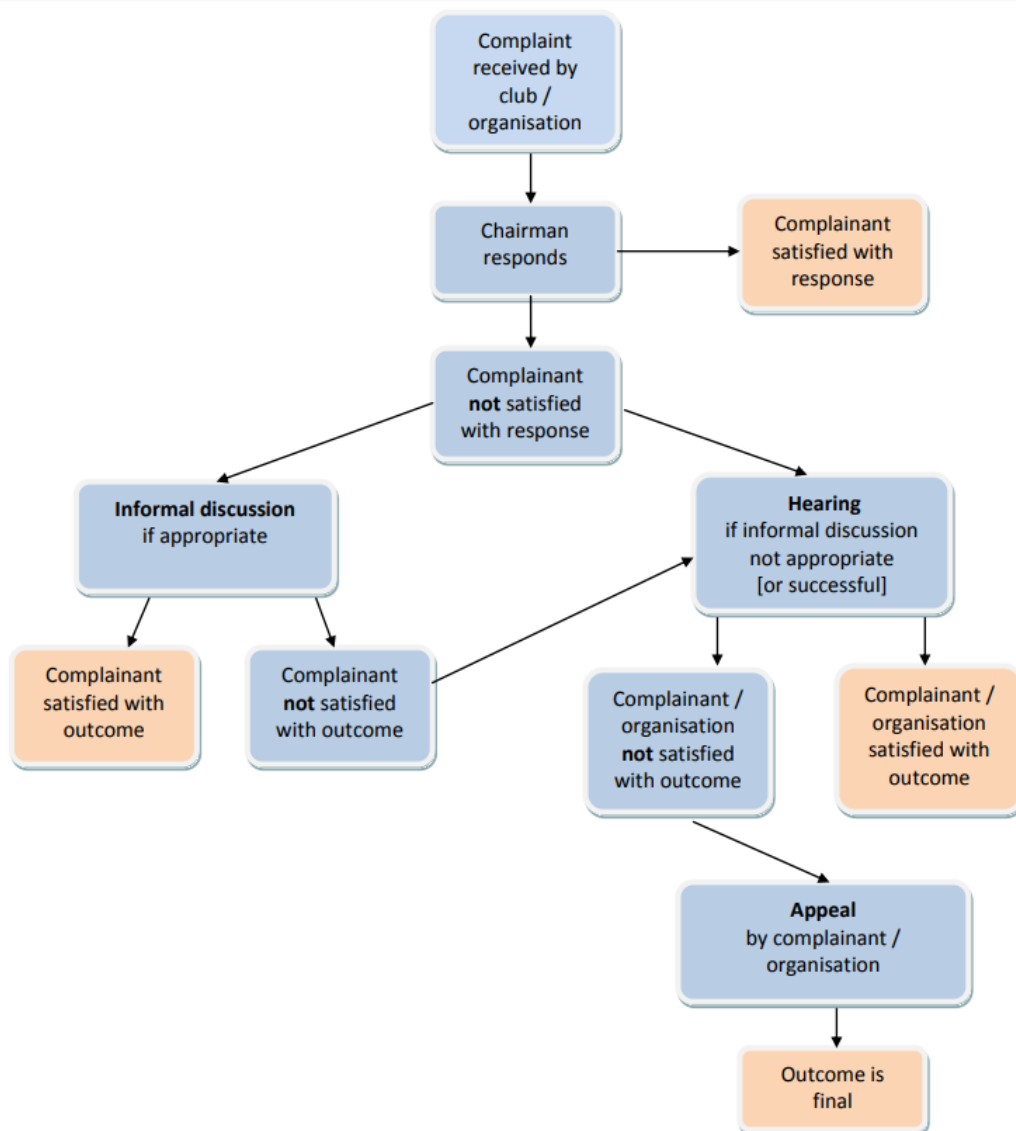 Complaint
received by
club /
organisation
Chairman
responds
Complainant
satisfied with
response
Complainant
not satisfied
with response
Informal discussion
if appropriate
Hearing
if informal discussion
not appropriate
[or successful]
Complainant
satisfied with
outcome
Complainant
not satisfied
with outcome
Complainant /
organisation
not satisfied
with outcome
Complainant /
organisation
satisfied with
outcome
Appeal
by complainant /
organisation
Outcome is
final